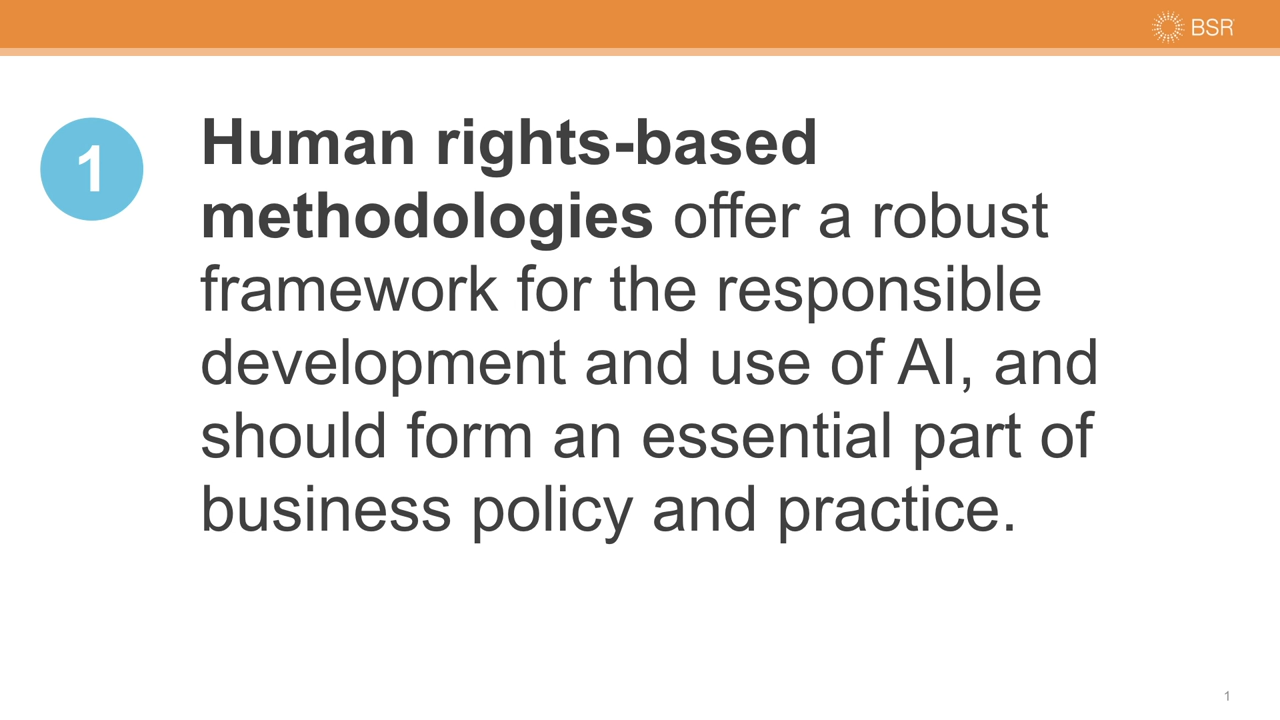 BSR
1
Human rights-based
methodologies offer a robust
framework for the responsible
development and use of AI, and
should form an essential part of
business policy and practice.
1